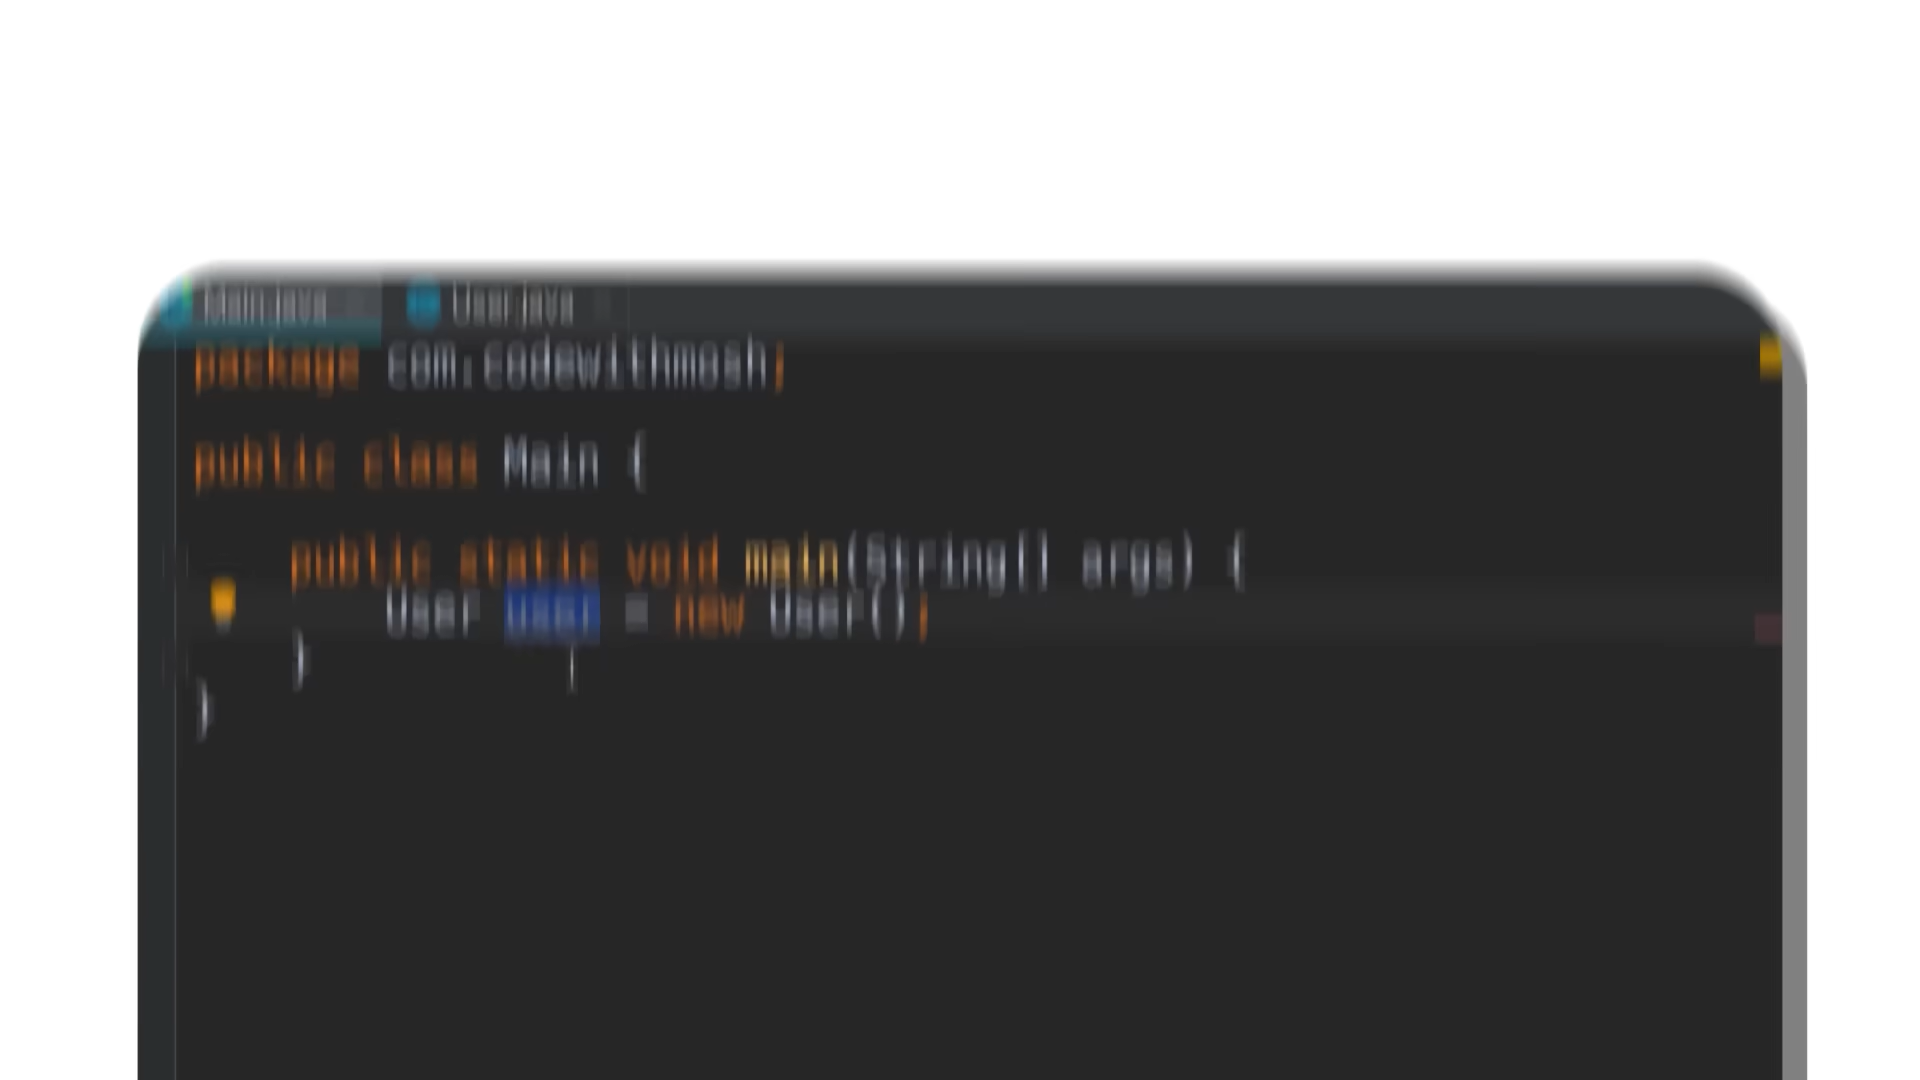 Main.java User.java
package com.codewithmosh;
public class Main {
public static void main(String[] args) {
User user = new User();
}
}